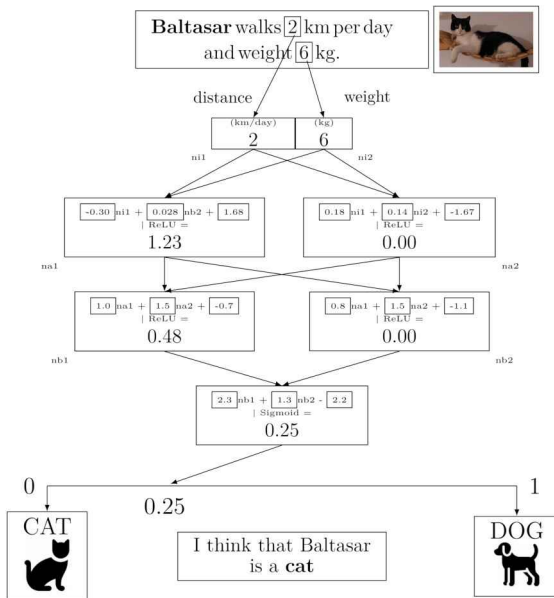 Baltasar walks 2 km per day
and weight 6 kg.
distance
weight
(km/day) (kg)
2 6
ni1 ni2
-0.30 ni1 + 0.028 nb2 + 1.68
| ReLU =
1.23
na1
0.18 ni1 + 0.14 ni2 + -1.67
| ReLU =
0.00
na2
1.0 na1 + 1.5 na2 + -0.7
| ReLU =
0.48
nb1
0.8 na1 + 1.5 na2 + -1.1
| ReLU =
0.00
nb2
2.3 nb1 + 1.3 nb2 - 2.2
| Sigmoid =
0.25
0 1
0.25
CAT
DOG
I think that Baltasar
is a cat